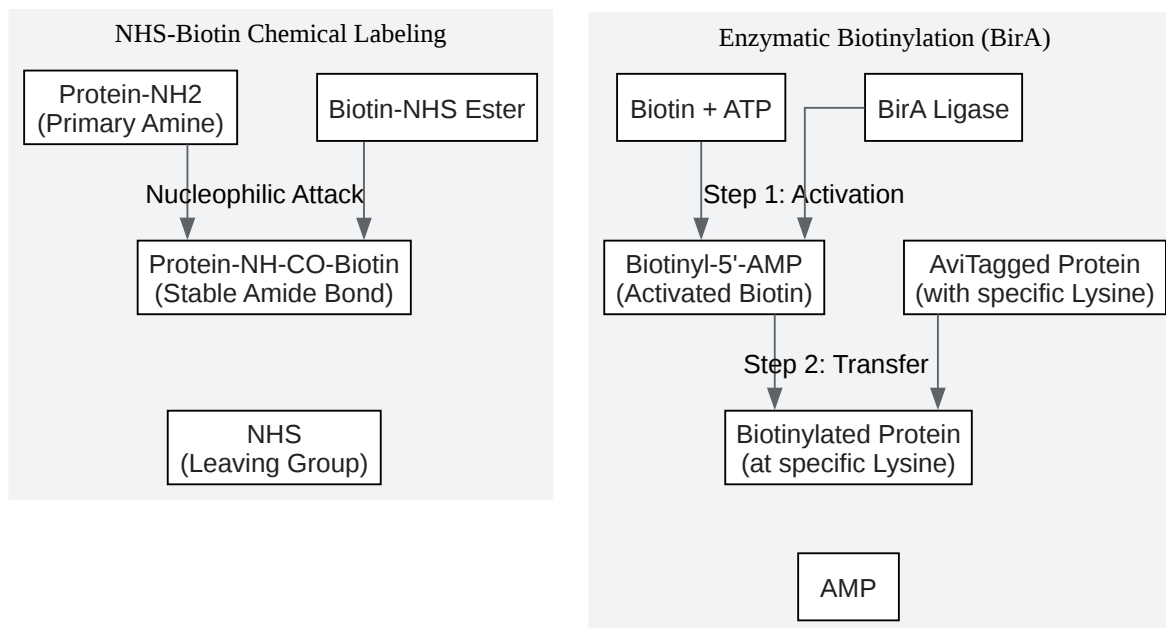 NHS-Biotin Chemical Labeling
Protein-NH2
(Primary Amine)
Biotin-NHS Ester
Nucleophilic Attack
Protein-NH-CO-Biotin
(Stable Amide Bond)
NHS
(Leaving Group)
Enzymatic Biotinylation (BirA)
Biotin + ATP
BirA Ligase
Step 1: Activation
Biotinyl-5'-AMP
(Activated Biotin)
AviTagged Protein
(with specific Lysine)
Step 2: Transfer
Biotinylated Protein
(at specific Lysine)
AMP